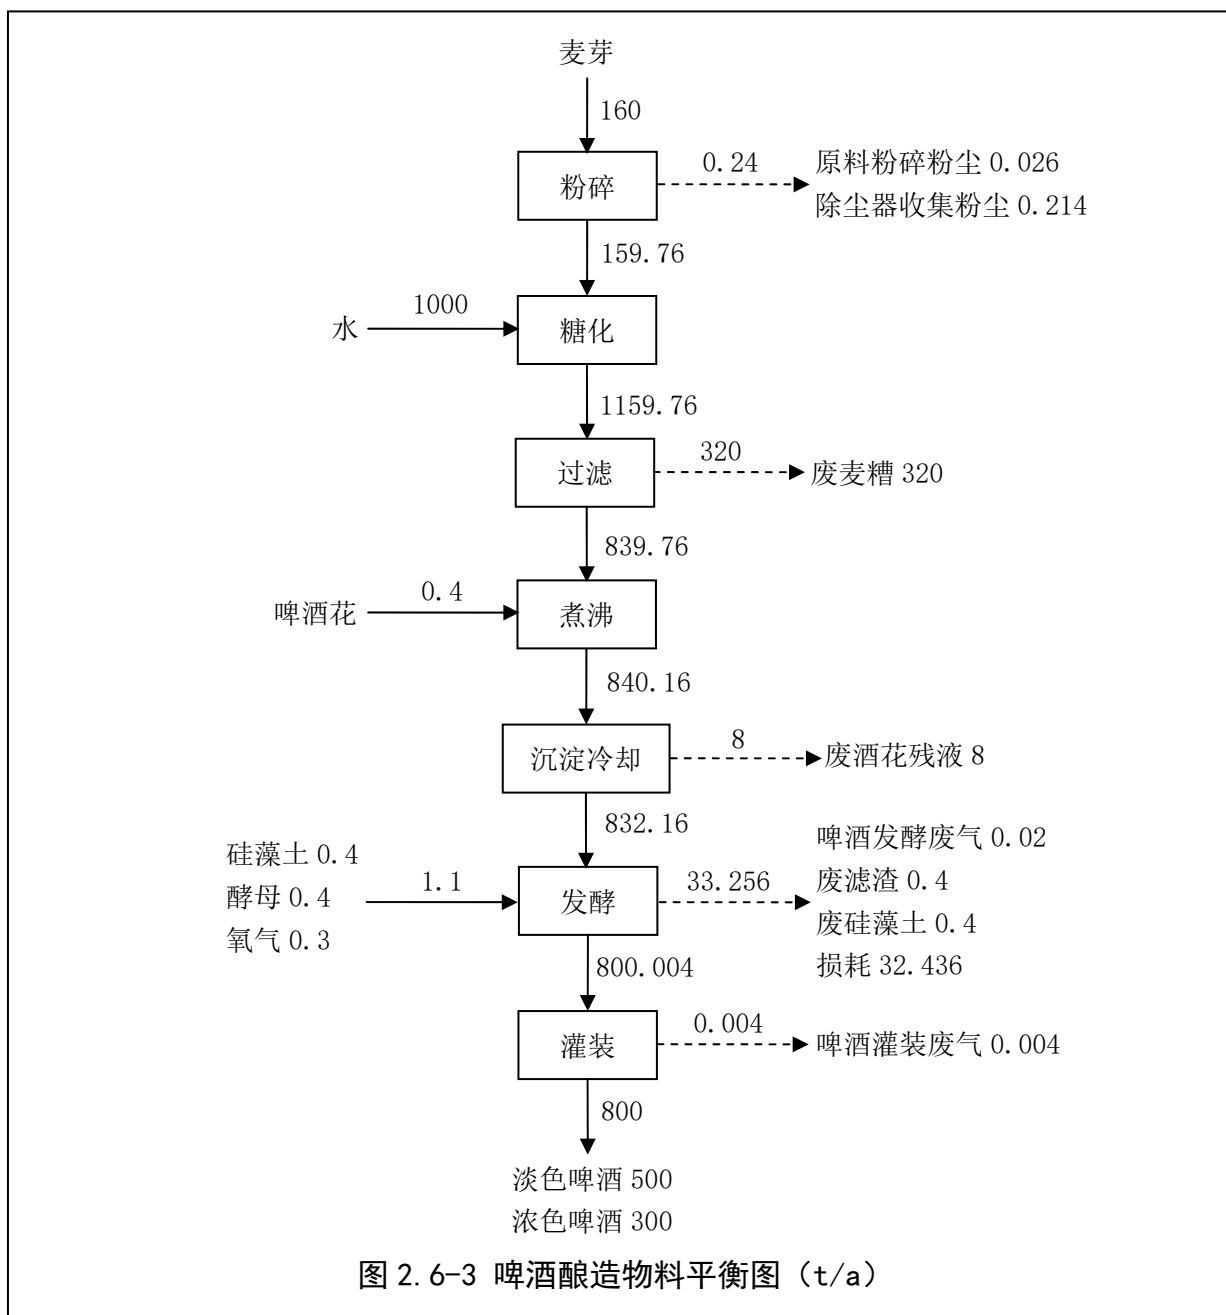 麦芽
160
粉碎
0.24
原料粉碎粉尘 0.026
除尘器收集粉尘 0.214
159.76
水
1000
糖化
1159.76
过滤
320
废麦糟 320
839.76
啤酒花
0.4
煮沸
840.16
沉淀冷却
8
废酒花残液 8
832.16
硅藻土 0.4
酵母 0.4
氧气 0.3
1.1
发酵
33.256
啤酒发酵废气 0.02
废滤渣 0.4
废硅藻土 0.4
损耗 32.436
800.004
灌装
0.004
啤酒灌装废气 0.004
800
淡色啤酒 500
浓色啤酒 300
图 2.6-3 啤酒酿造物料平衡图（t/a）